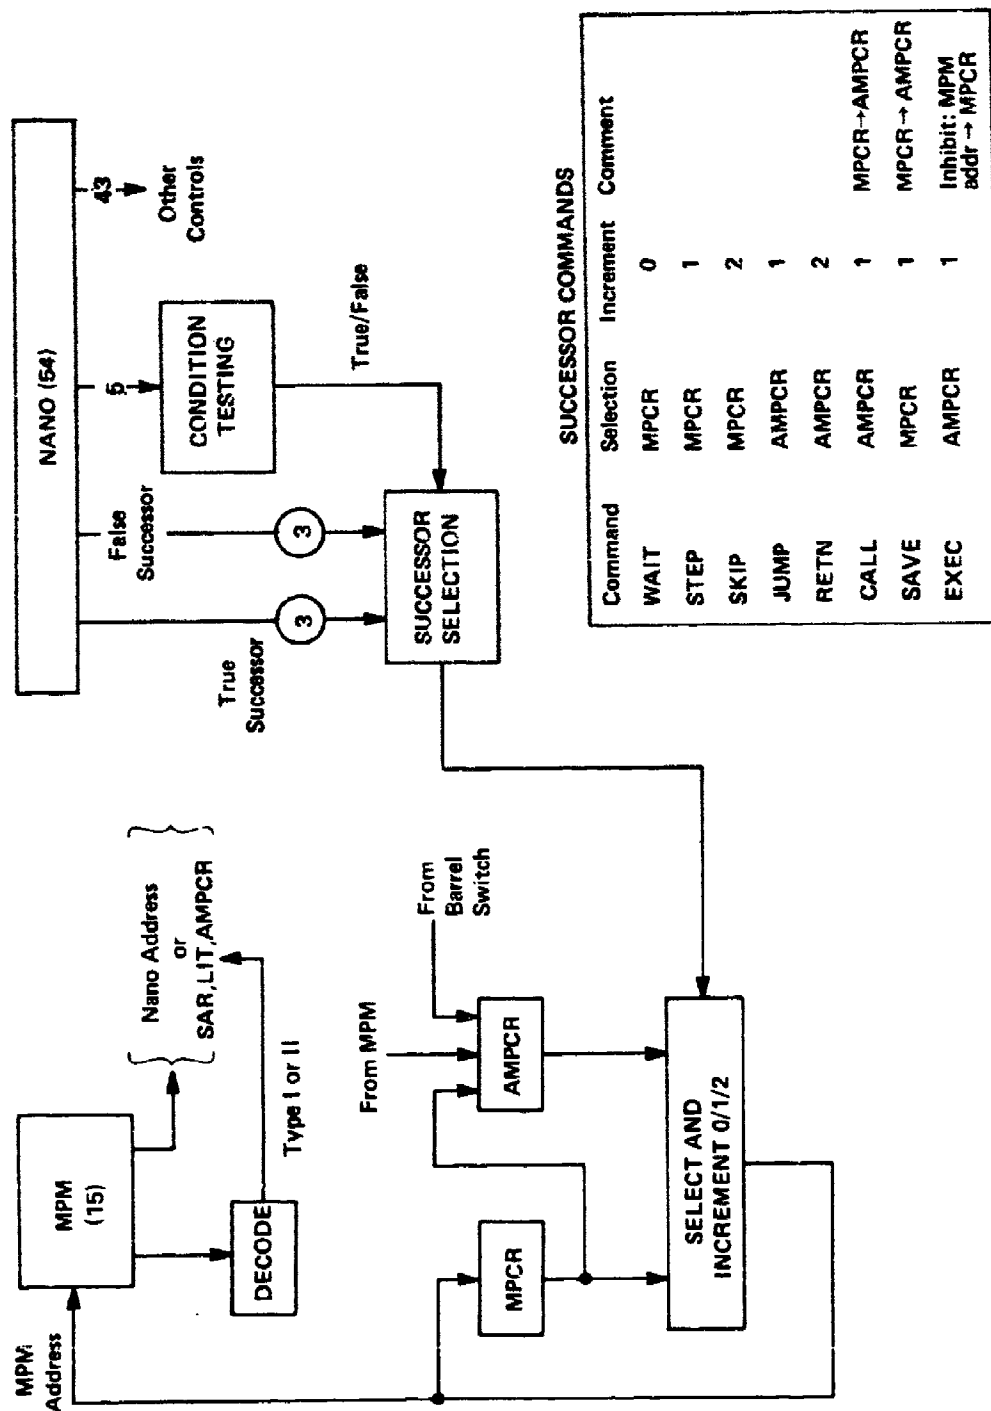 MPM
Address
MPM
(15)
DECODE
Type I or II
Nano Address
or
SAR,LIT,AMPCR
From MPM
From
Barrel
Switch
MPCR
AMPCR
SELECT AND
INCREMENT 0/1/2
NANO (54)
True
Successor
False
Successor
3
3
5
43
Other
Controls
CONDITION
TESTING
True/False
SUCCESSOR
SELECTION
SUCCESSOR COMMANDS
Command Selection Increment Comment
WAIT MPCR 0
STEP MPCR 1
SKIP MPCR 2
JUMP AMPCR 1
RETN AMPCR 2
CALL AMPCR 1 MPCR→AMPCR
SAVE MPCR 1 MPCR→AMPCR
EXEC AMPCR 1 Inhibit: MPM
addr → MPCR